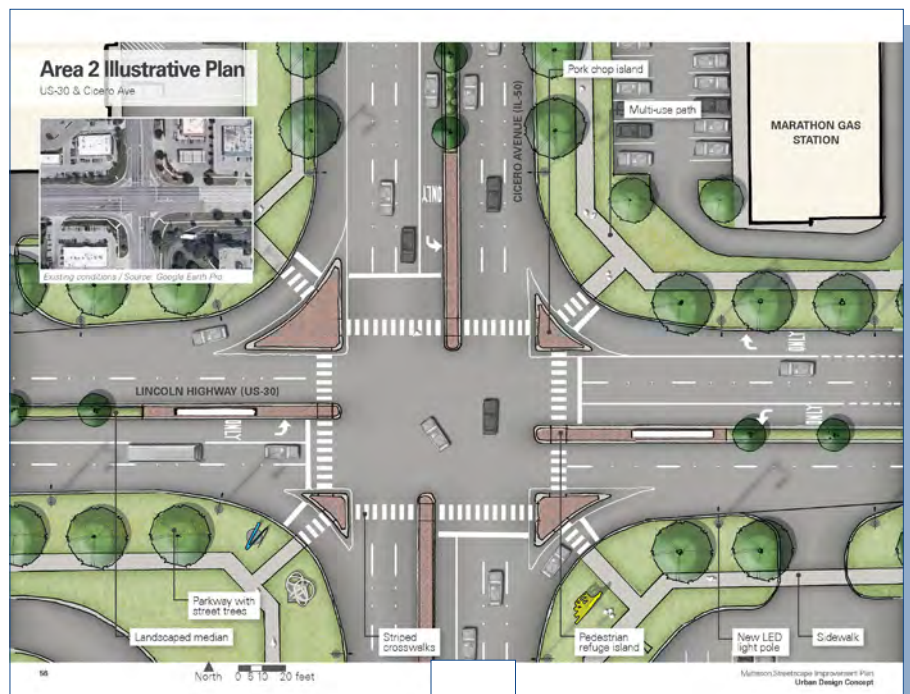 Area 2 Illustrative Plan
US-30 & Cicero Ave
Existing conditions / Source: Google Earth Pro
Pork chop island
Multi-use path
MARATHON GAS
STATION
CICERO AVENUE (IL-50)
ONLY
ONLY
LINCOLN HIGHWAY (US-30)
ONLY
ONLY
Parkway with
street trees
Landscaped median
Striped
crosswalks
Pedestrian
refuge island
New LED
light pole
Sidewalk
56
North 0 5 10 20 feet
Matteson Streetscape Improvement Plan
Urban Design Concept